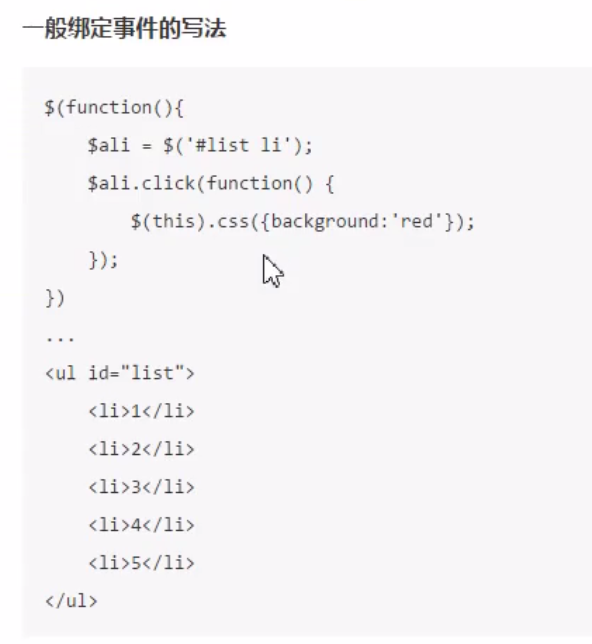 一般绑定事件的写法
$(function(){
    $ali = $('#list li');
    $ali.click(function() {
        $(this).css({background:'red'});
    });
})
...
<ul id="list">
    <li>1</li>
    <li>2</li>
    <li>3</li>
    <li>4</li>
    <li>5</li>
</ul>